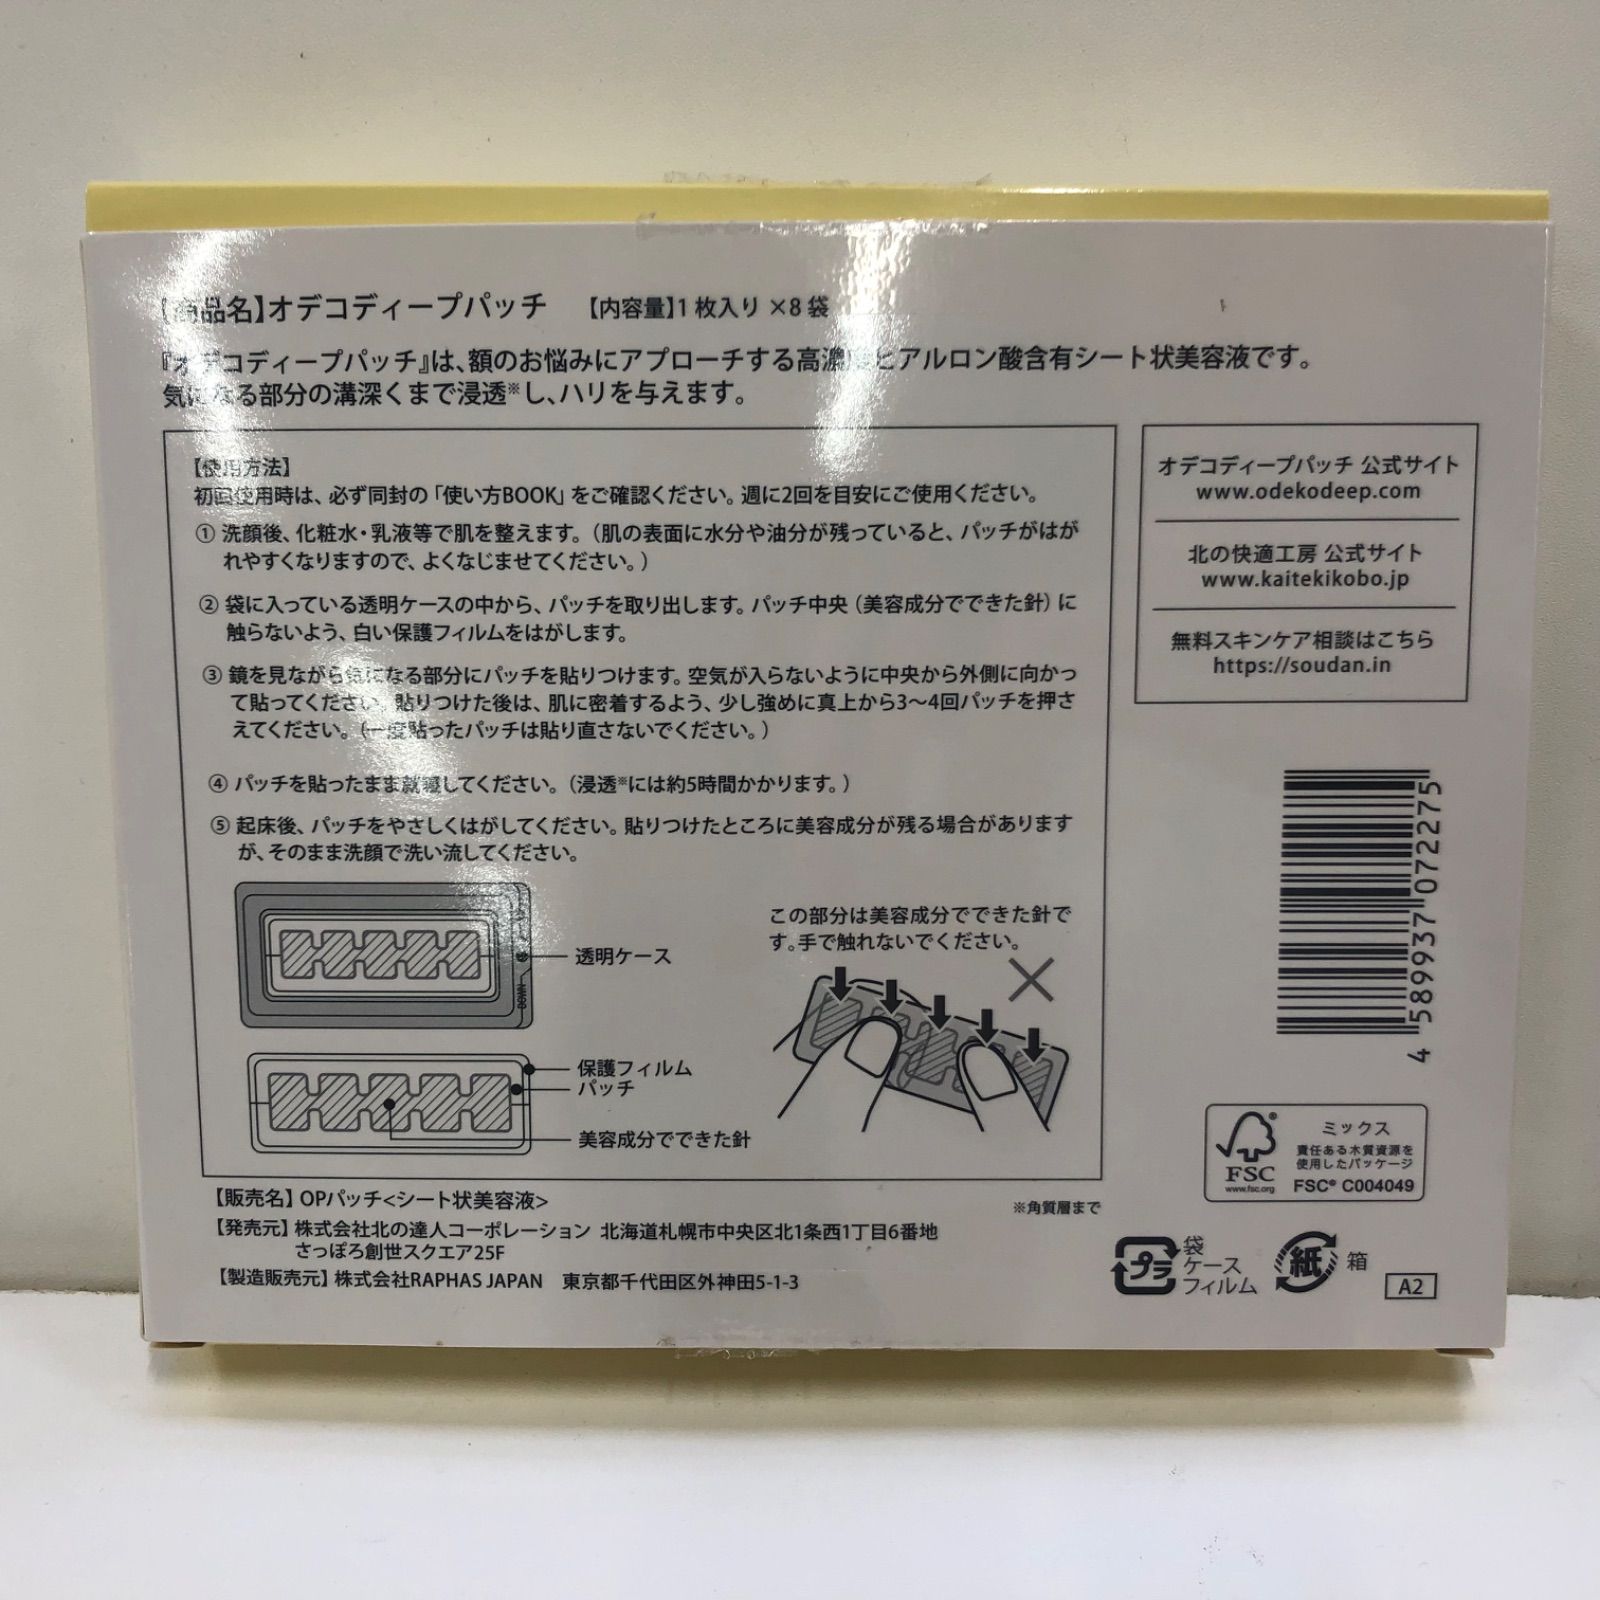 【商品名】オデコディープパッチ 【内容量】1枚入り ×8袋
『オデコディープパッチ』は、額のお悩みにアプローチする高濃度ヒアルロン酸含有シート状美容液です。
気になる部分の溝深くまで浸透※し、ハリを与えます。
【使用方法】
初回使用時は、必ず同封の「使い方BOOK」をご確認ください。週に2回を目安にご使用ください。
① 洗顔後、化粧水・乳液等で肌を整えます。（肌の表面に水分や油分が残っていると、パッチがはが
れやすくなりますので、よくなじませてください。）
② 袋に入っている透明ケースの中から、パッチを取り出します。パッチ中央（美容成分でできた針）に
触らないよう、白い保護フィルムをはがします。
③ 鏡を見ながら気になる部分にパッチを貼りつけます。空気が入らないように中央から外側に向かっ
て貼ってください。貼りつけた後は、肌に密着するよう、少し強めに真上から3〜4回パッチを押さ
えてください。（一度貼ったパッチは貼り直さないでください。）
④ パッチを貼ったまま就寝してください。（浸透※には約5時間かかります。）
⑤ 起床後、パッチをやさしくはがしてください。貼りつけたところに美容成分が残る場合があります
が、そのまま洗顔で洗い流してください。
DOWN
透明ケース
保護フィルム
パッチ
美容成分でできた針
この部分は美容成分でできた針で
す。手で触れないでください。
【販売名】OPパッチ<シート状美容液>
※角質層まで
【発売元】株式会社北の達人コーポレーション 北海道札幌市中央区北1条西1丁目6番地
さっぽろ創世スクエア25F
【製造販売元】株式会社RAPHAS JAPAN 東京都千代田区外神田5-1-3
オデコディープパッチ 公式サイト
www.odekodeep.com
北の快適工房 公式サイト
www.kaitekikobo.jp
無料スキンケア相談はこちら
https://soudan.in
4 589937 072275
FSC
www.fsc.org
ミックス
責任ある木質資源を
使用したパッケージ
FSC® C004049
プラ
袋
ケース
フィルム
紙
箱
A2